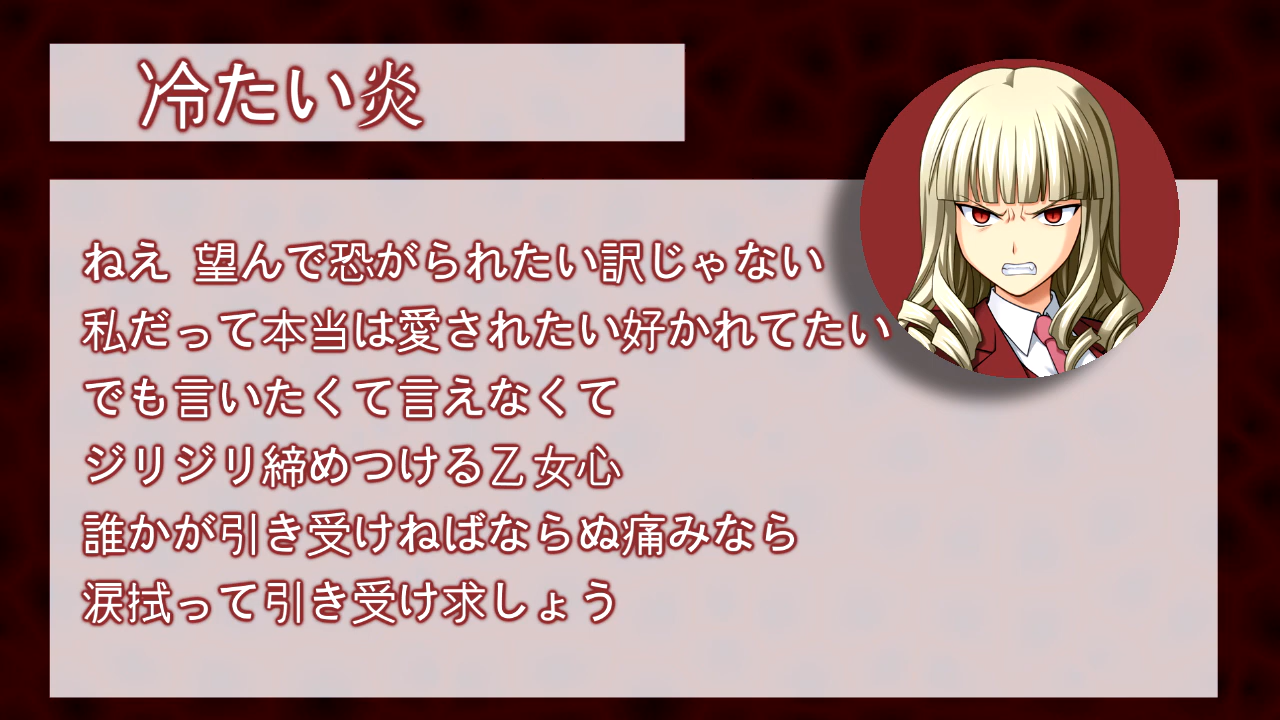 冷たい炎
ねえ 望んで恐がられたい訳じゃない
私だって本当は愛されたい好かれてたい
でも言いたくて言えなくて
ジリジリ締めつける乙女心
誰かが引き受けねばならぬ痛みなら
涙拭って引き受け求しょう